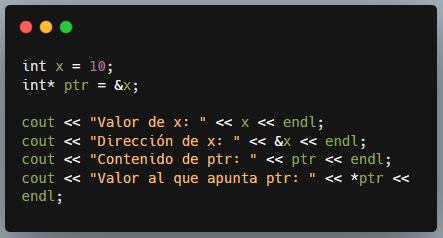 int x = 10;
int* ptr = &x;
cout << "Valor de x: " << x << endl;
cout << "Dirección de x: " << &x << endl;
cout << "Contenido de ptr: " << ptr << endl;
cout << "Valor al que apunta ptr: " << *ptr <<
endl;